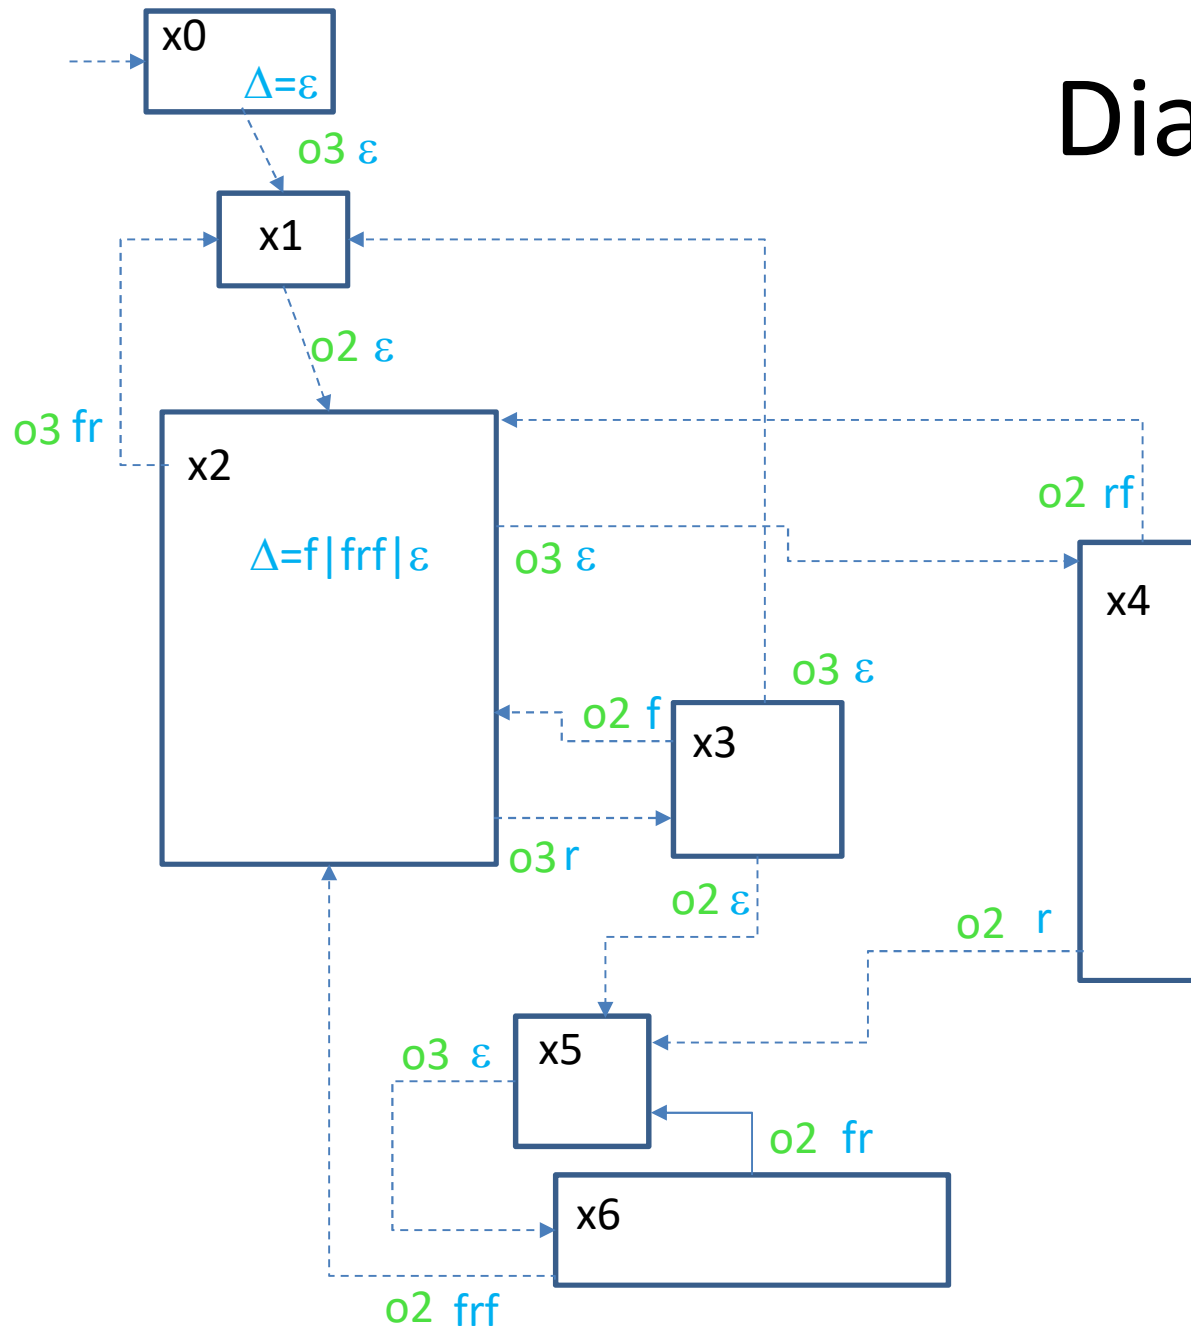 x0
Δ=ε
Dia
o3 ε
x1
o2 ε
o3 fr
x2
o2 rf
Δ=f|frf|ε
o3 ε
x4
o3 ε
o2 f
x3
o3 r
o2 ε
o2 r
o3 ε
x5
o2 fr
x6
o2 frf